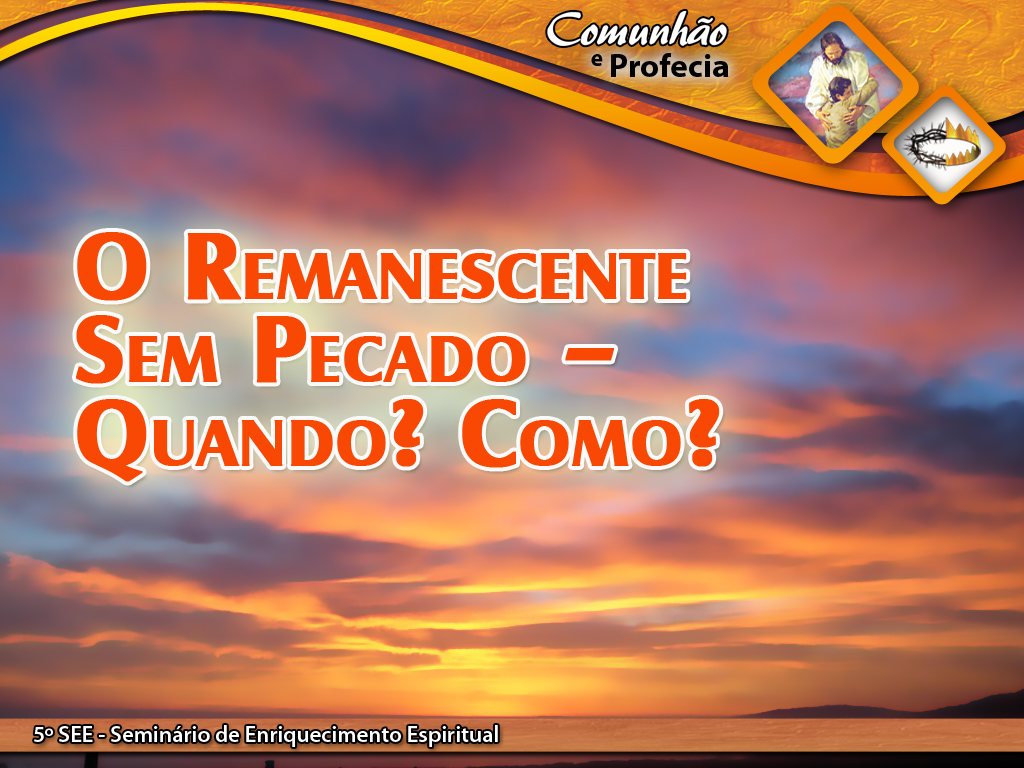 Comunhão
e Profecia
O Remanescente
Sem Pecado –
Quando? Como?
5º SEE - Seminário de Enriquecimento Espiritual